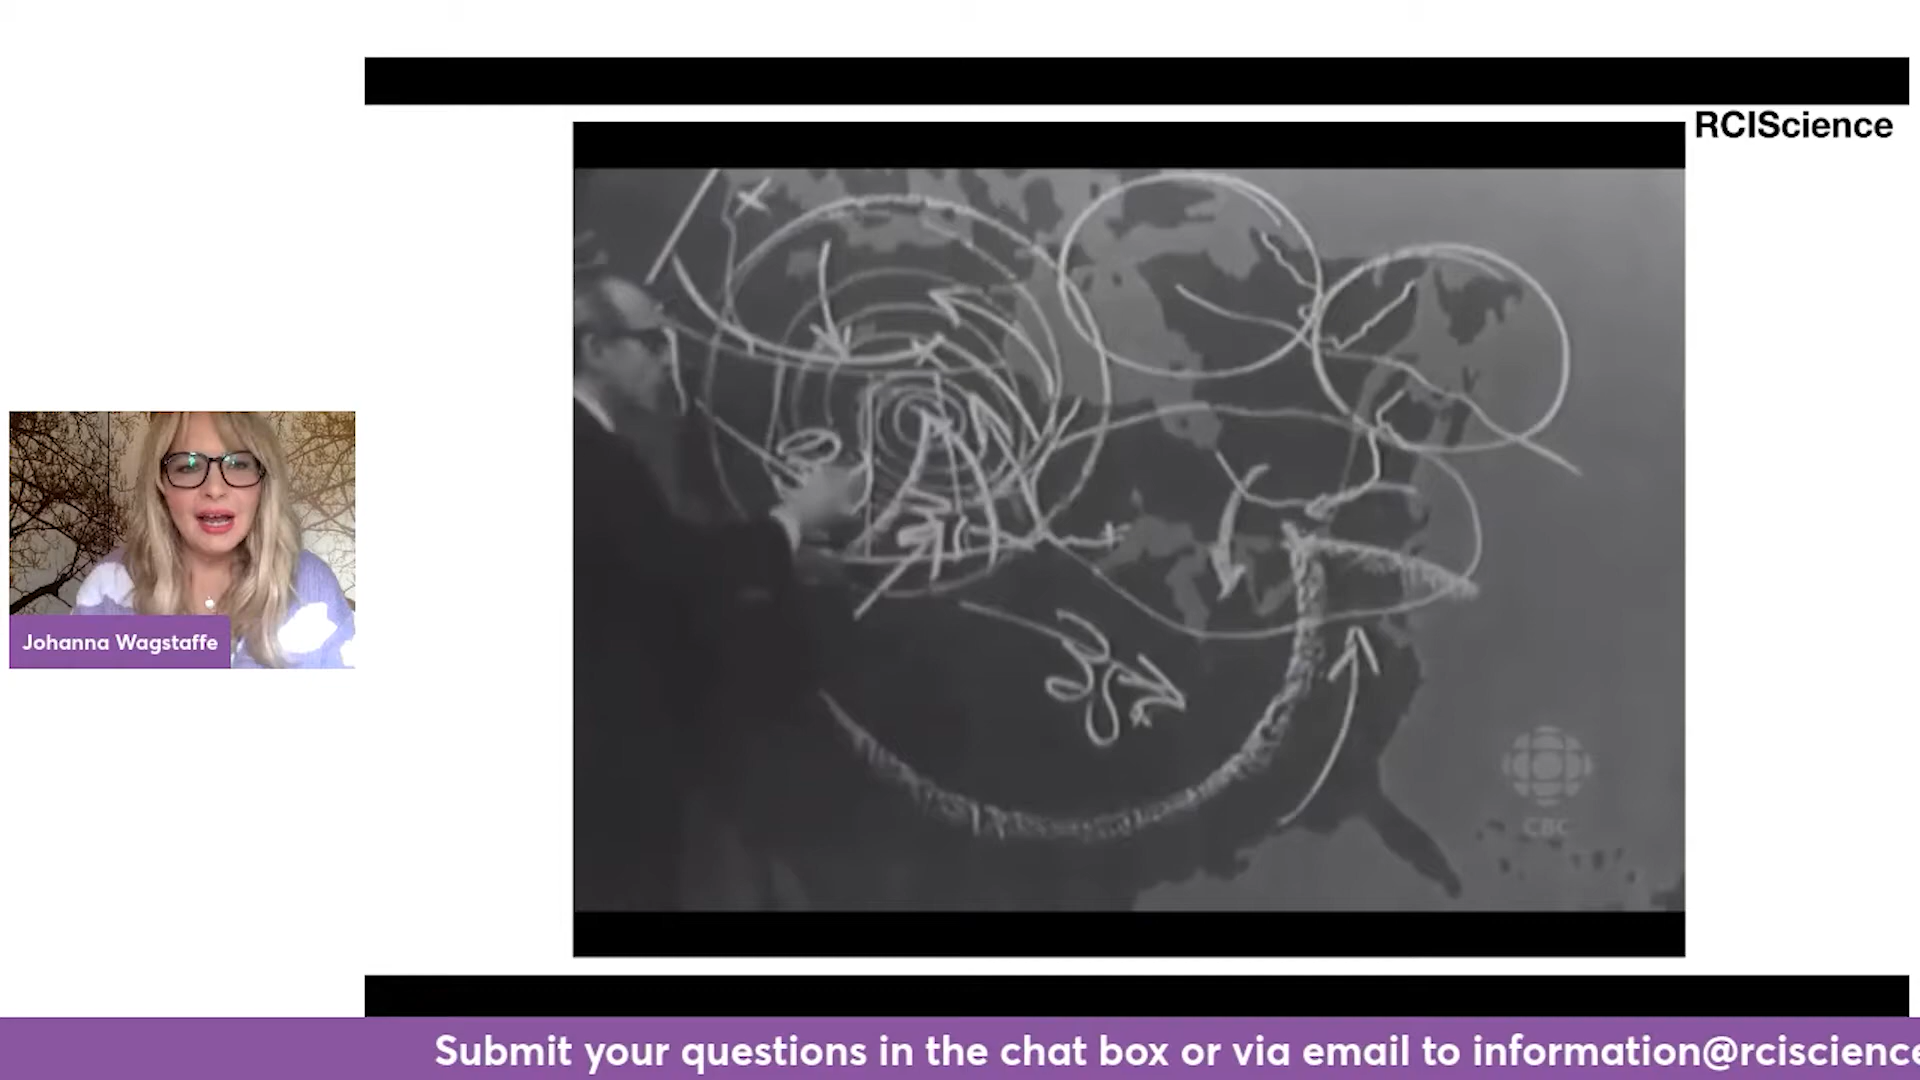 RCIScience
Johanna Wagstaffe
CBC
Submit your questions in the chat box or via email to information@rciscience